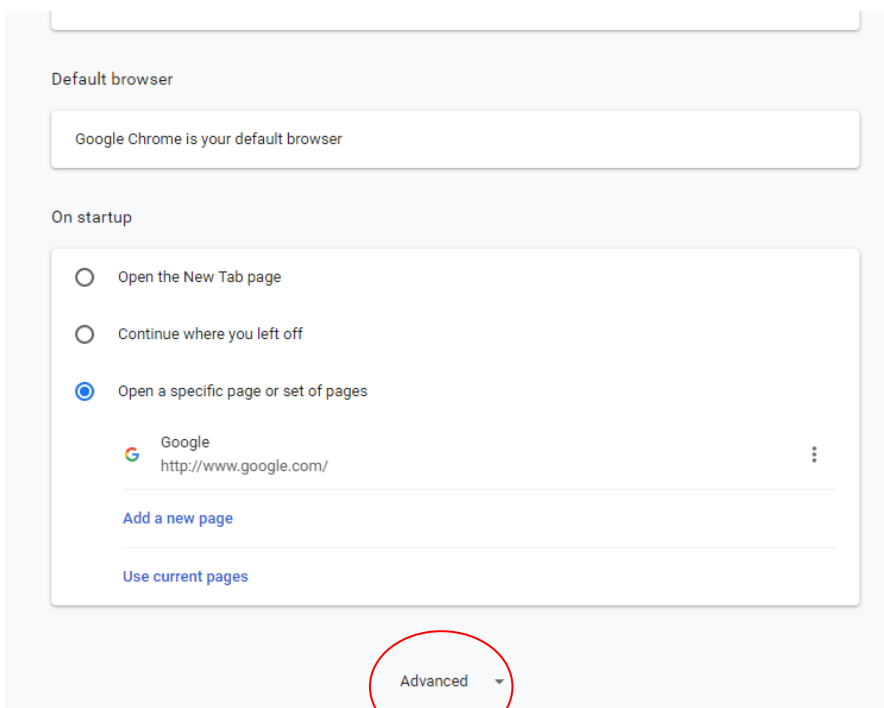 Default browser
Google Chrome is your default browser
On startup
Open the New Tab page
Continue where you left off
Open a specific page or set of pages
Google
http://www.google.com/
Add a new page
Use current pages
Advanced